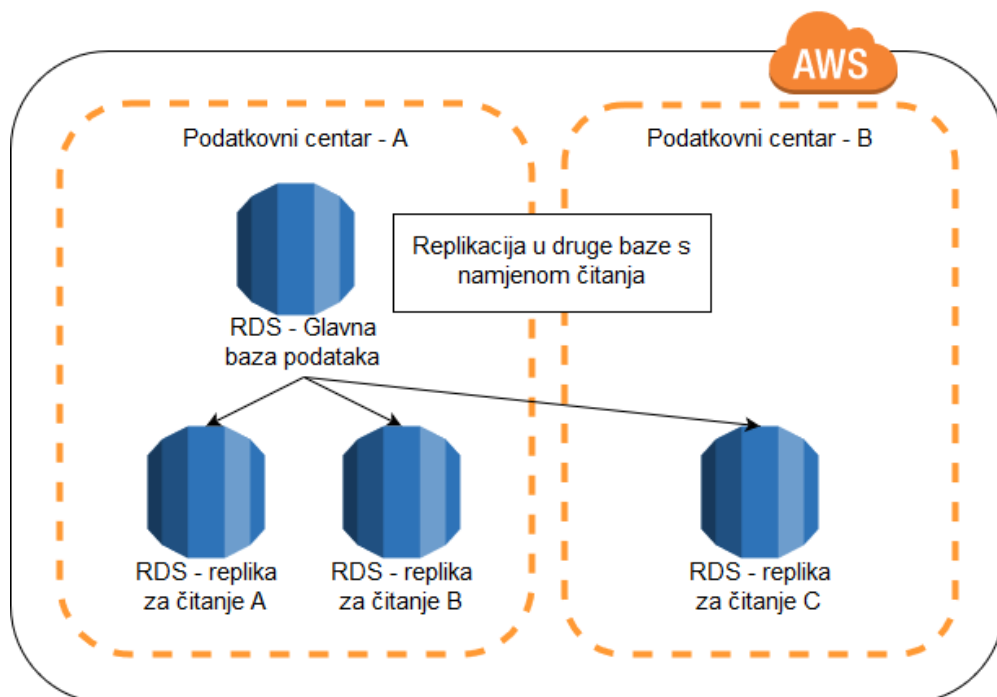 AWS
Podatkovni centar - A
Podatkovni centar - B
Replikacija u druge baze s
namjenom čitanja
RDS - Glavna
baza podataka
RDS - replika
za čitanje A
RDS - replika
za čitanje B
RDS - replika
za čitanje C